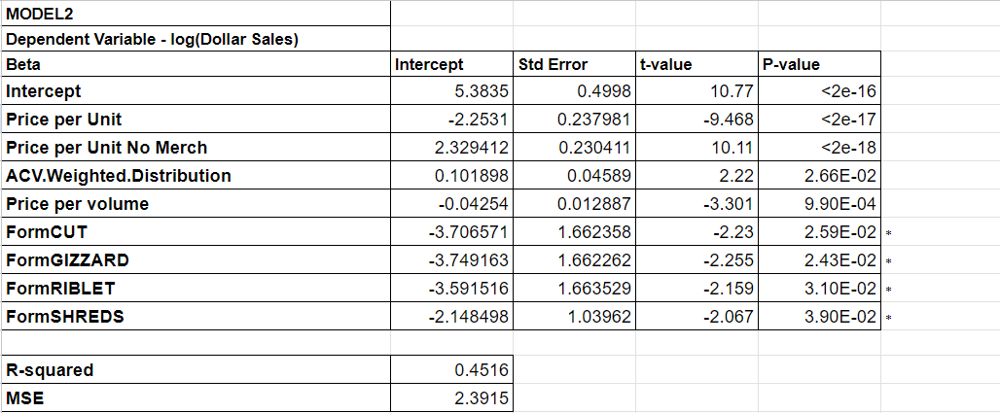 MODEL2
Dependent Variable - log(Dollar Sales)
Beta Intercept Std Error t-value P-value
Intercept 5.3835 0.4998 10.77 <2e-16
Price per Unit -2.2531 0.237981 -9.468 <2e-17
Price per Unit No Merch 2.329412 0.230411 10.11 <2e-18
ACV.Weighted.Distribution 0.101898 0.04589 2.22 2.66E-02
Price per volume -0.04254 0.012887 -3.301 9.90E-04
FormCUT -3.706571 1.662358 -2.23 2.59E-02 *
FormGIZZARD -3.749163 1.662262 -2.255 2.43E-02 *
FormRIBLET -3.591516 1.663529 -2.159 3.10E-02 *
FormSHREDS -2.148498 1.03962 -2.067 3.90E-02 *
R-squared 0.4516
MSE 2.3915